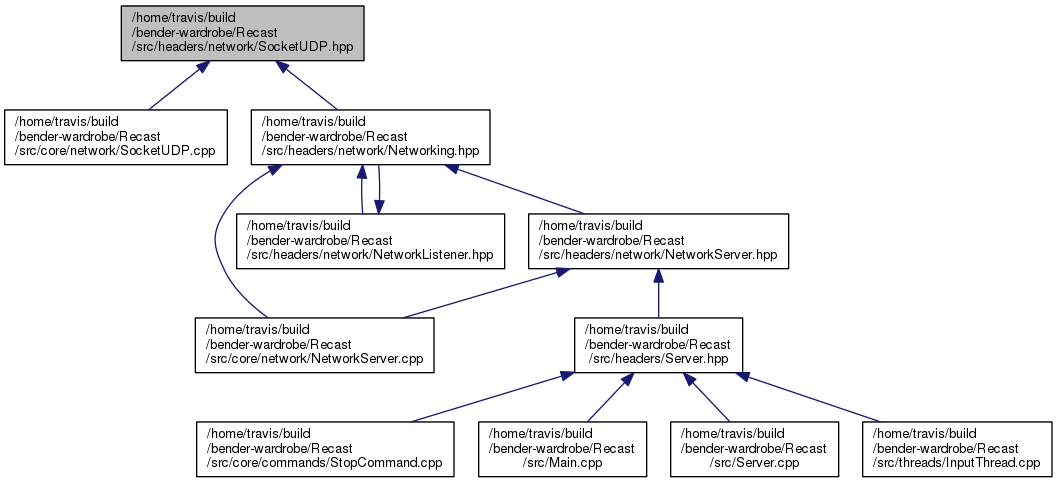 /home/travis/build
/bender-wardrobe/Recast
/src/headers/network/SocketUDP.hpp
/home/travis/build
/bender-wardrobe/Recast
/src/core/network/SocketUDP.cpp
/home/travis/build
/bender-wardrobe/Recast
/src/headers/network/Networking.hpp
/home/travis/build
/bender-wardrobe/Recast
/src/headers/network/NetworkListener.hpp
/home/travis/build
/bender-wardrobe/Recast
/src/headers/network/NetworkServer.hpp
/home/travis/build
/bender-wardrobe/Recast
/src/core/network/NetworkServer.cpp
/home/travis/build
/bender-wardrobe/Recast
/src/headers/Server.hpp
/home/travis/build
/bender-wardrobe/Recast
/src/core/commands/StopCommand.cpp
/home/travis/build
/bender-wardrobe/Recast
/src/Main.cpp
/home/travis/build
/bender-wardrobe/Recast
/src/Server.cpp
/home/travis/build
/bender-wardrobe/Recast
/src/threads/InputThread.cpp